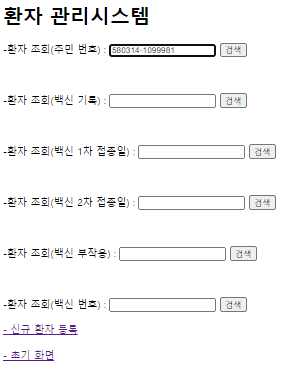 환자 관리시스템
-환자 조회(주민 번호) : 580314-1099981 검색
-환자 조회(백신 기록) : 검색
-환자 조회(백신 1차 접종일) : 검색
-환자 조회(백신 2차 접종일) : 검색
-환자 조회(백신 부작용) : 검색
-환자 조회(백신 번호) : 검색
- 신규 환자 등록
- 초기 화면